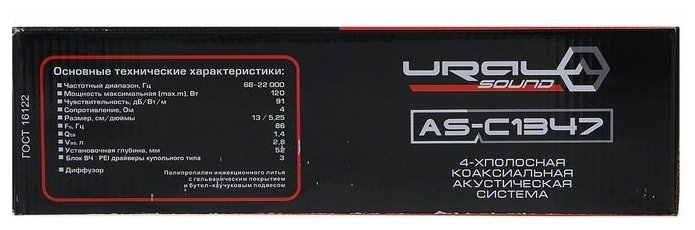 ГОСТ 16122
Основные технические характеристики:
Частотный диапазон, Гц 68-22 000
Мощность максимальная (max.m), Вт 120
Чувствительность, дБ/Вт/м 91
Сопротивление, Ом 4
Размер, см/дюймы 13 / 5,25
Fs, Гц 86
Qts 1,4
Vas, л 2,8
Установочная глубина, мм 52
Блок ВЧ : PEI драйверы купольного типа 3
Диффузор Полипропилен инжекционного литья
с гальваническим покрытием
и бутил-каучуковым подвесом
URAL
SOUND
AS-C1347
4-ХПОЛОСНАЯ
КОАКСИАЛЬНАЯ
АКУСТИЧЕСКАЯ
СИСТЕМА